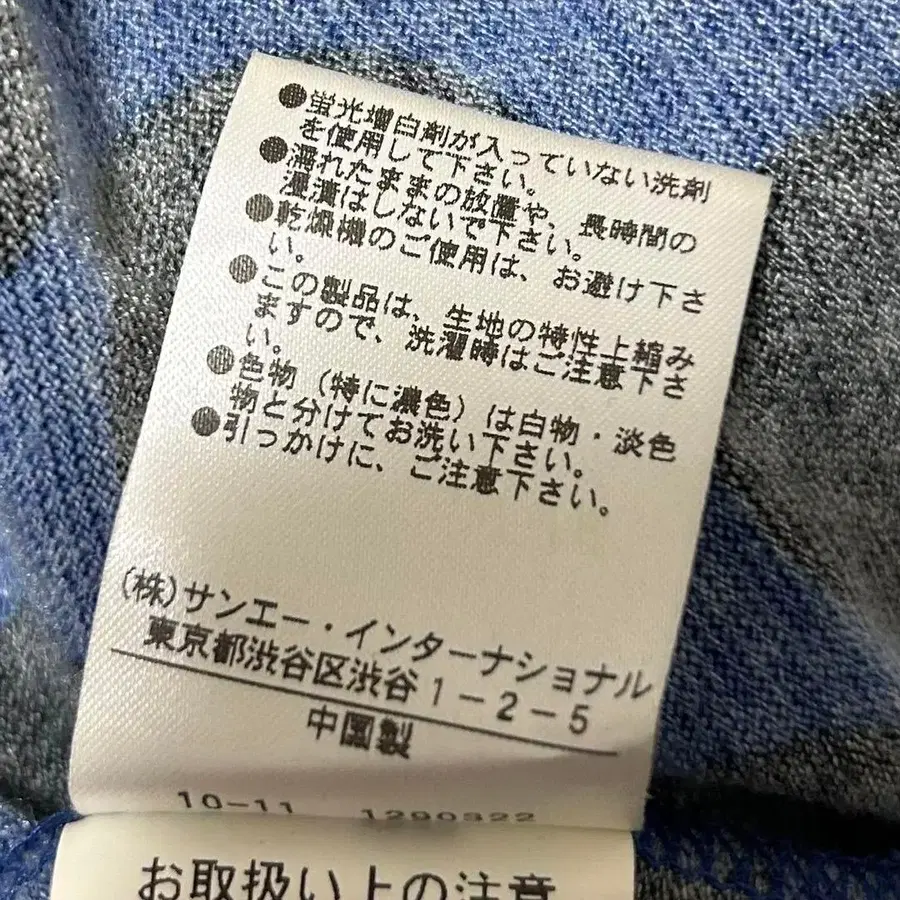 ●蛍光増白剤が入っていない洗剤
を使用して下さい。
●濡れたままの放置や、長時間の
浸漬はしないで下さい。
●乾燥機のご使用は、お避け下さ
い。
●この製品は、生地の特性上縮み
ますので、洗濯時はご注意下さ
い。
●色物（特に濃色）は白物・淡色
物と分けてお洗い下さい。
●引っかけに、ご注意下さい。
(株)サンエー・インターナショナル
東京都渋谷区渋谷1-2-5
中国製
10-11 1290322
お取扱い上の注意